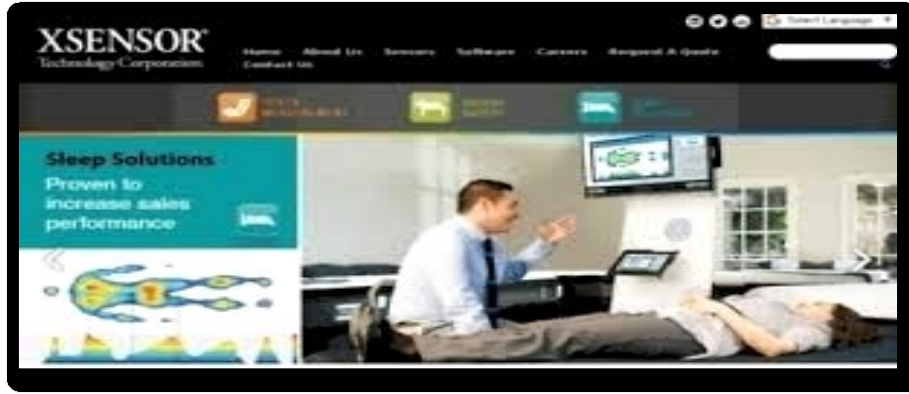 XSENSOR
Technology Corporation
Select Language
Home About Us Sensors Software Careers Request A Quote
Contact Us
Sleep Solutions
Proven to
increase sales
performance